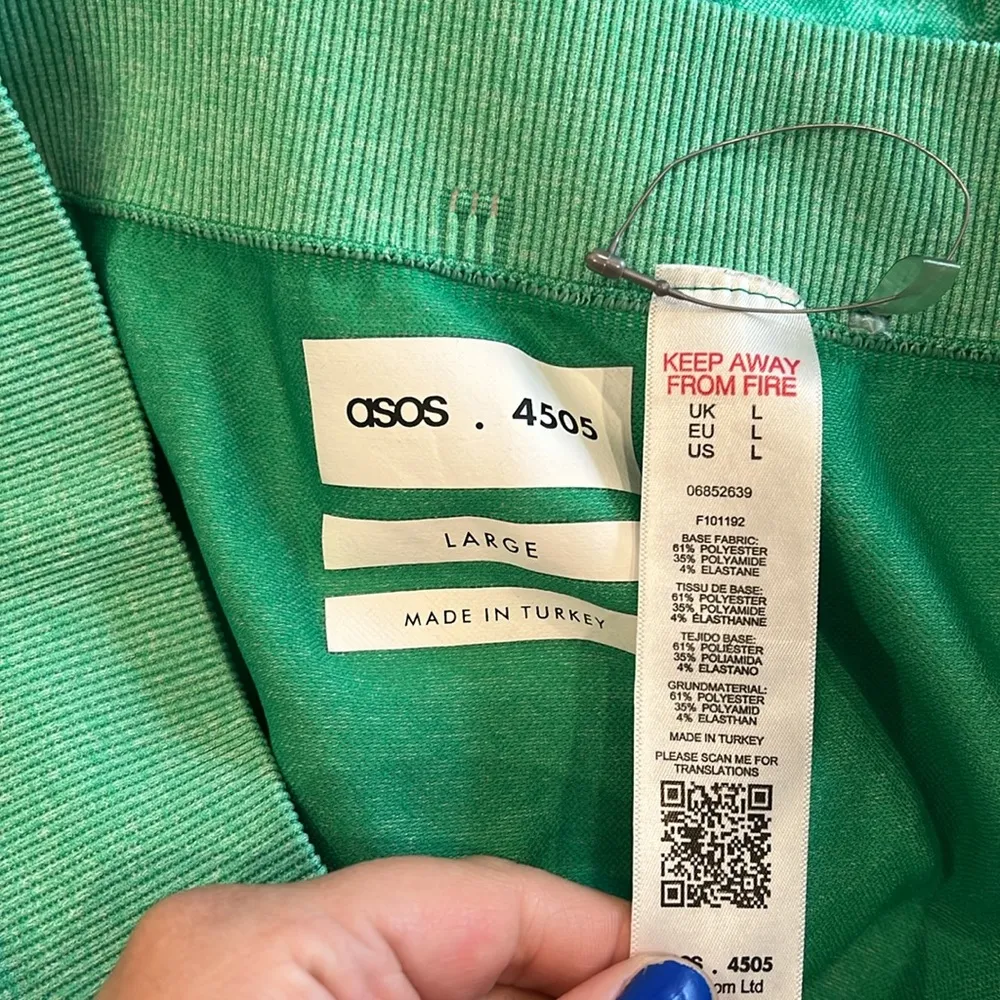 asos . 4505
LARGE
MADE IN TURKEY
KEEP AWAY
FROM FIRE
UK L
EU L
US L
06852639
F101192
BASE FABRIC:
61% POLYESTER
35% POLYAMIDE
4% ELASTANE
TISSU DE BASE:
61% POLYESTER
35% POLYAMIDE
4% ÉLASTHANNE
TEJIDO BASE:
61% POLIÉSTER
35% POLIAMIDA
4% ELASTANO
GRUNDMATERIAL:
61% POLYESTER
35% POLYAMID
4% ELASTHAN
MADE IN TURKEY
PLEASE SCAN ME FOR
TRANSLATIONS
. 4505
Ltd